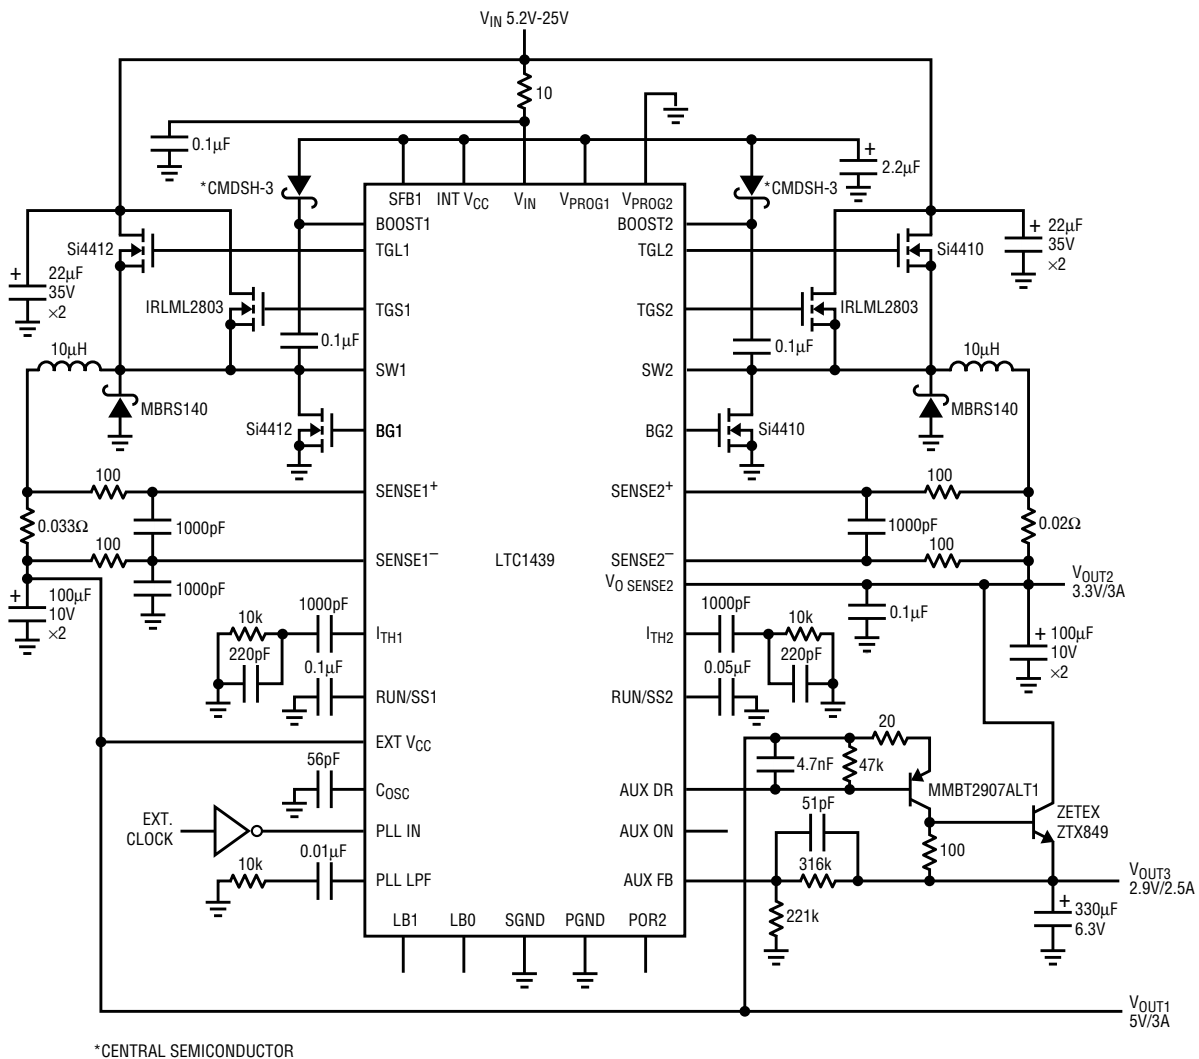 V_IN 5.2V-25V
10
0.1µF
*CMDSH-3
*CMDSH-3
+
2.2µF
SFB1
INT V_CC
V_IN
V_PROG1
V_PROG2
BOOST1
BOOST2
Si4412
TGL1
TGL2
Si4410
+
22µF
35V
×2
+
22µF
35V
×2
IRLML2803
TGS1
TGS2
IRLML2803
0.1µF
0.1µF
10µH
SW1
SW2
10µH
MBRS140
MBRS140
Si4412
BG1
BG2
Si4410
100
SENSE1+
SENSE2+
100
0.033Ω
1000pF
1000pF
0.02Ω
100
SENSE1–
LTC1439
SENSE2–
100
1000pF
V_O SENSE2
V_OUT2
3.3V/3A
+
100µF
10V
×2
0.1µF
10k
1000pF
I_TH1
I_TH2
1000pF
10k
+
100µF
10V
×2
220pF
0.1µF
RUN/SS1
RUN/SS2
0.05µF
220pF
EXT V_CC
20
56pF
4.7nF
47k
C_OSC
AUX DR
MMBT2907ALT1
51pF
EXT.
CLOCK
PLL IN
AUX ON
ZETEX
ZTX849
10k
0.01µF
PLL LPF
AUX FB
316k
100
V_OUT3
2.9V/2.5A
221k
+
330µF
6.3V
LB1
LB0
SGND
PGND
POR2
V_OUT1
5V/3A
*CENTRAL SEMICONDUCTOR